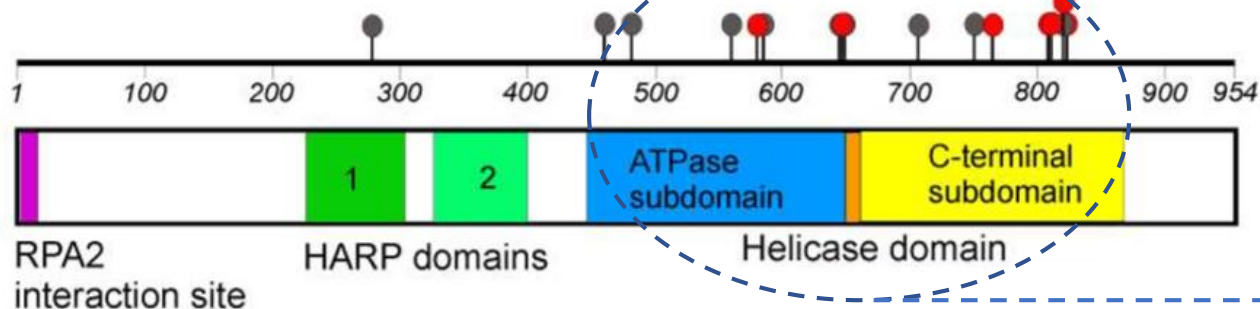 1 100 200 300 400 500 600 700 800 900 954
1 2 ATPase subdomain C-terminal subdomain
RPA2 interaction site
HARP domains
Helicase domain